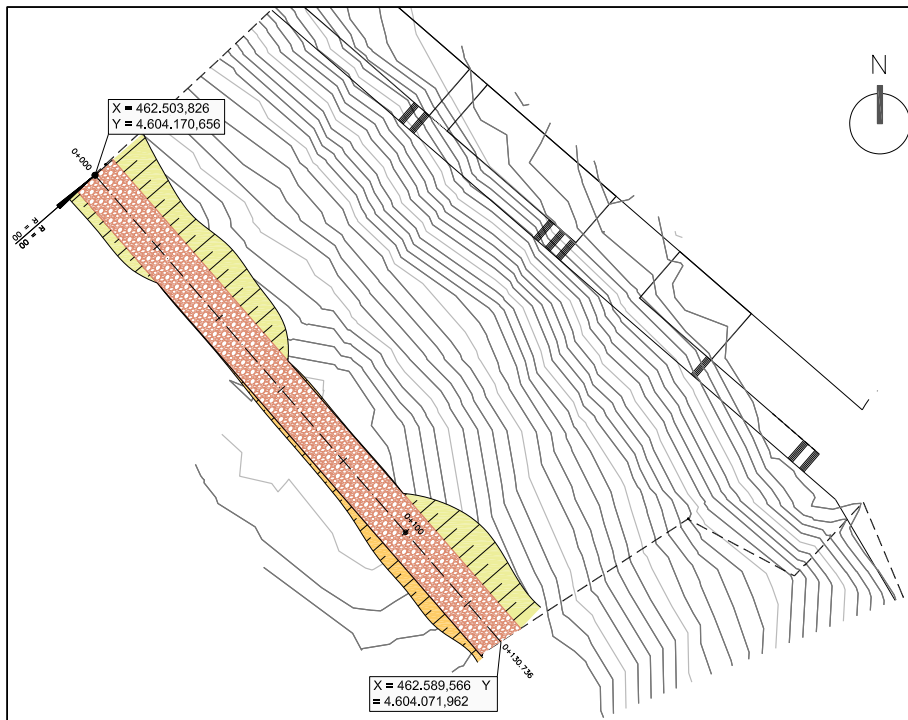 N
X = 462.503,826
Y = 4.604.170,656
0+000
R = 00
R = 00
0+100
0+130.736
X = 462.589,566 Y
= 4.604.071,962